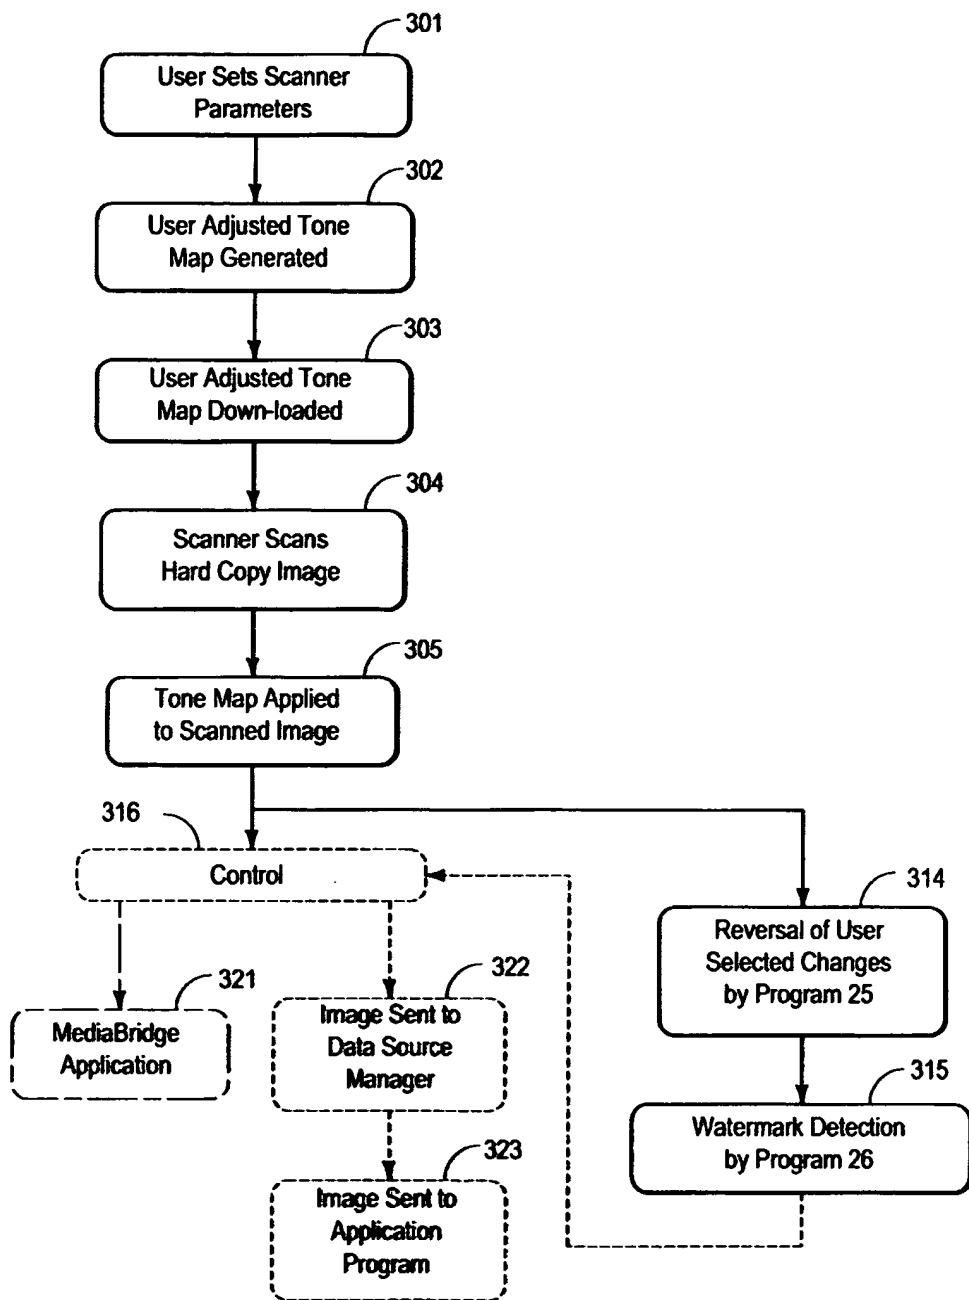 301
User Sets Scanner
Parameters
302
User Adjusted Tone
Map Generated
303
User Adjusted Tone
Map Down-loaded
304
Scanner Scans
Hard Copy Image
305
Tone Map Applied
to Scanned Image
316
Control
314
Reversal of User
Selected Changes
by Program 25
321
MediaBridge
Application
322
Image Sent to
Data Source
Manager
315
Watermark Detection
by Program 26
323
Image Sent to
Application
Program